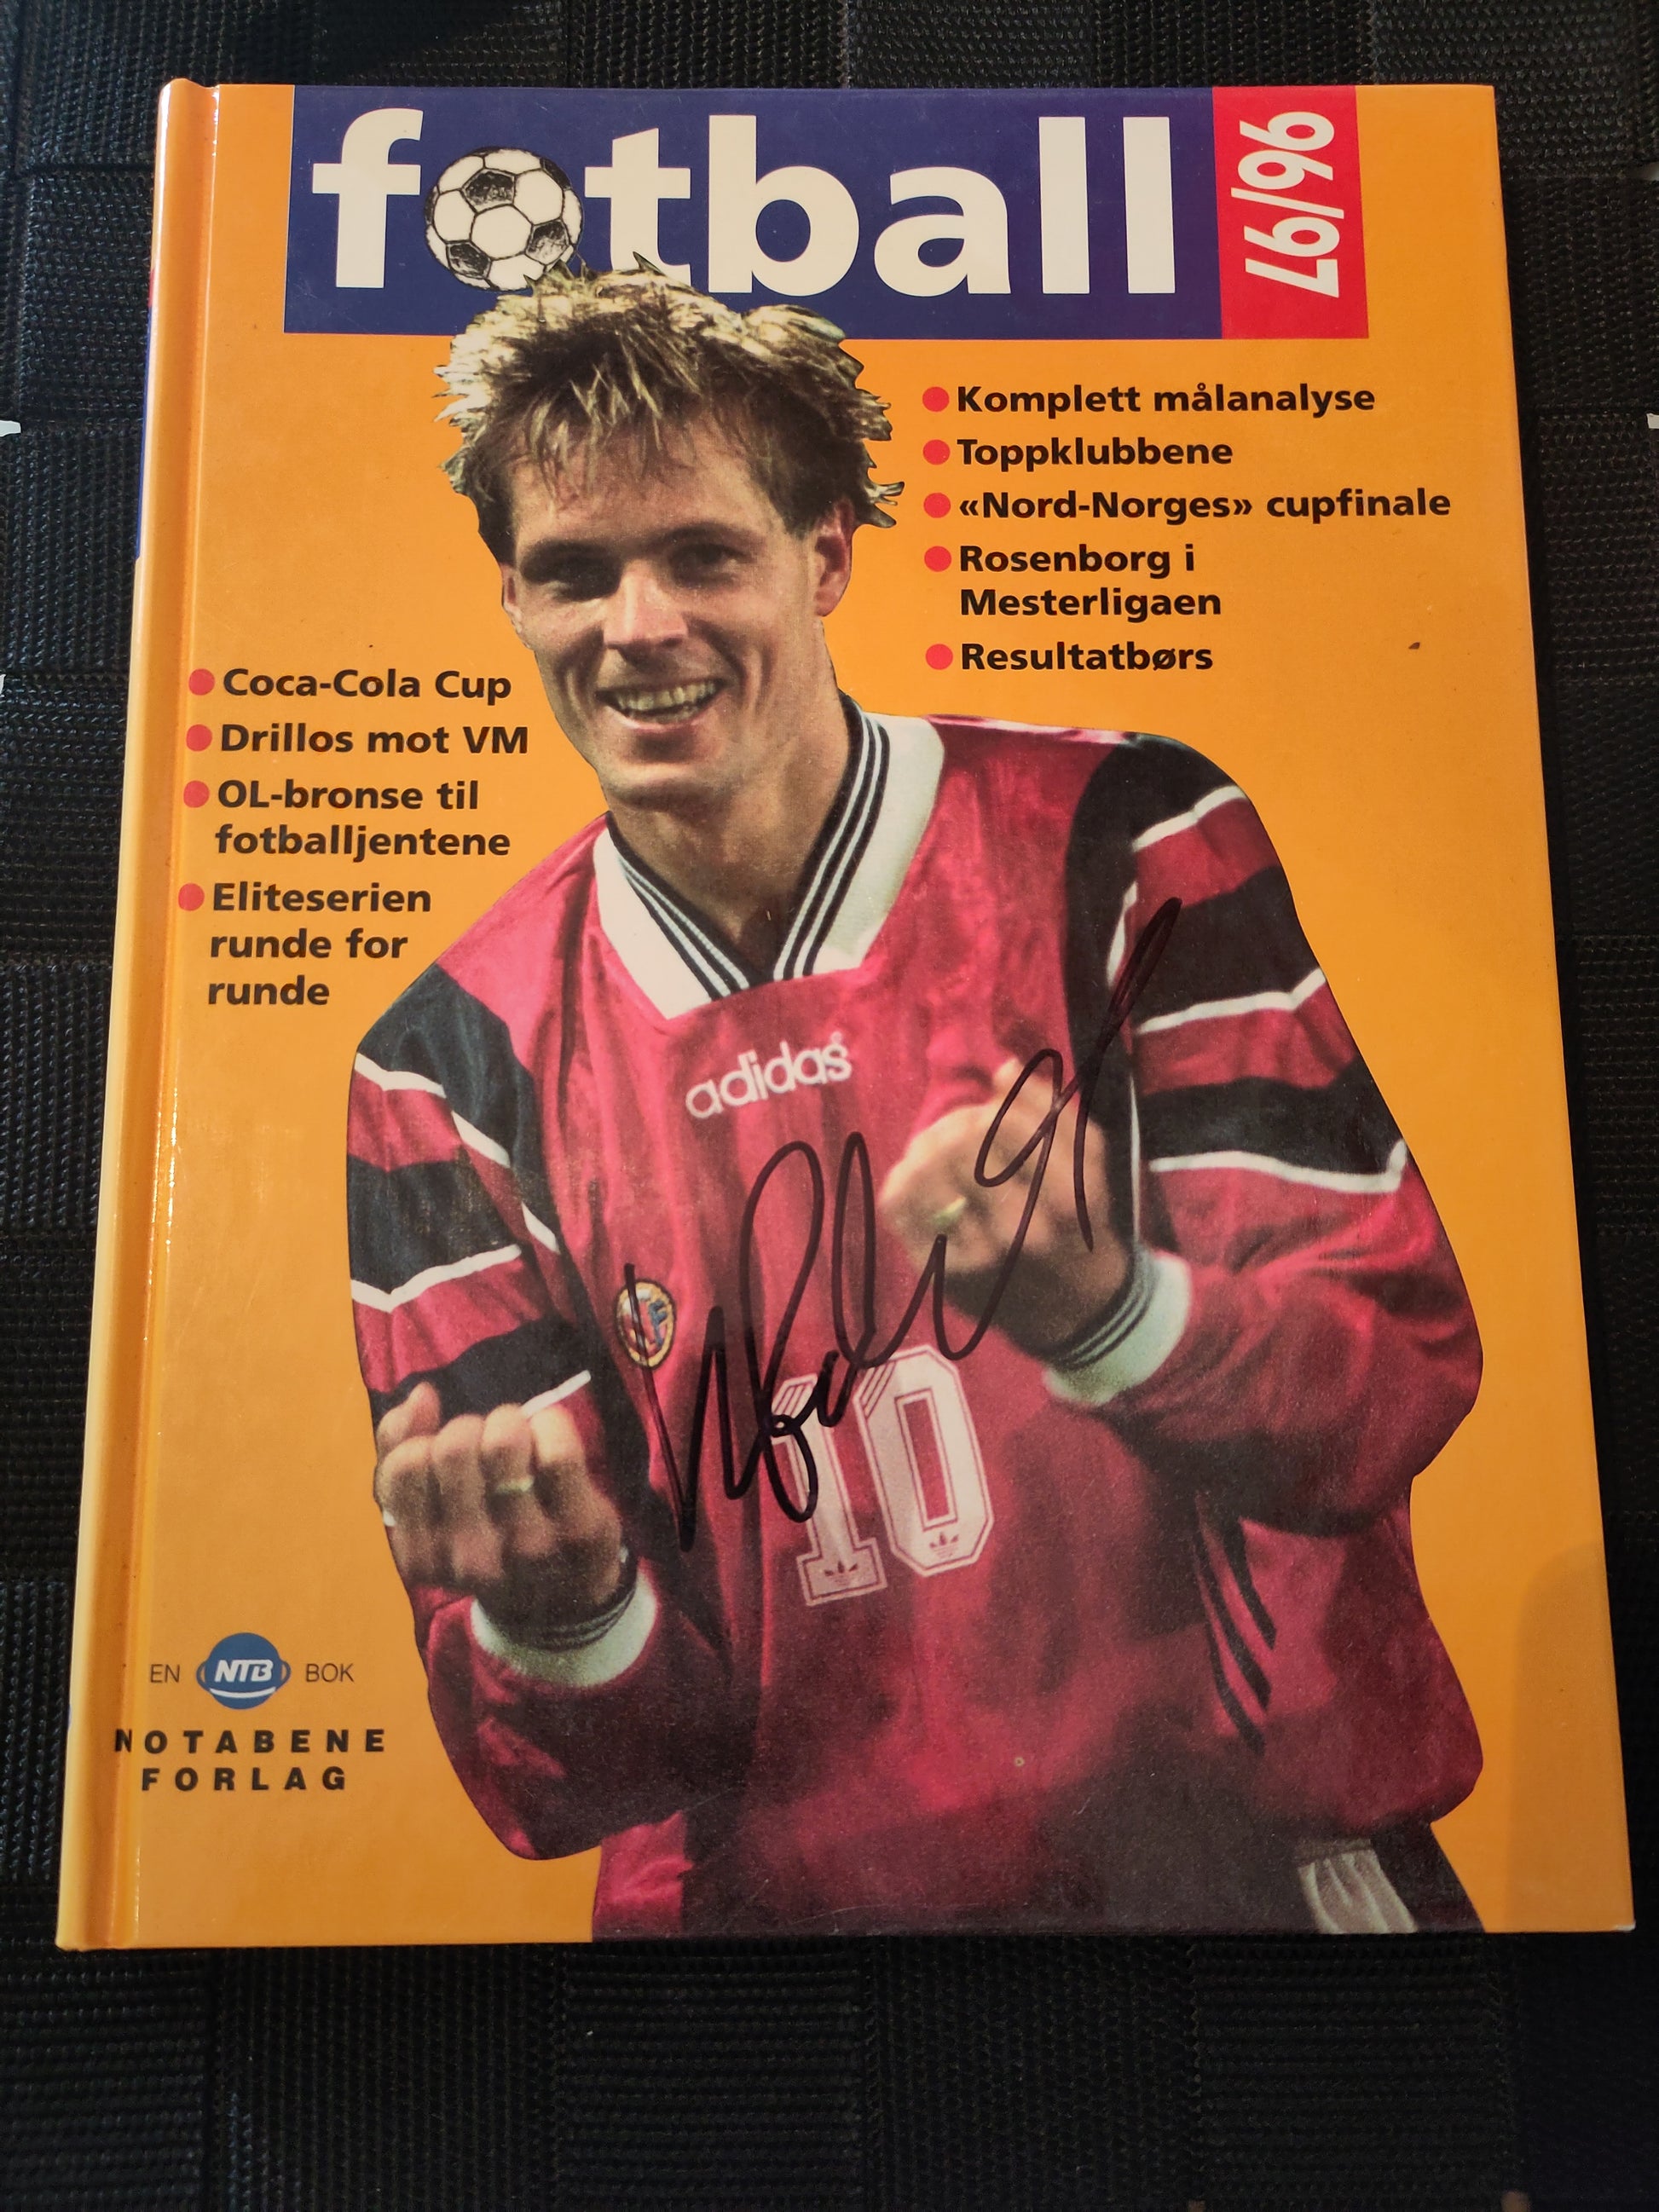 fotball
96/97
Komplett målanalyse
Toppklubbene
«Nord-Norges» cupfinale
Rosenborg i
Mesterligaen
Resultatbørs
Coca-Cola Cup
Drillos mot VM
OL-bronse til
fotballjentene
Eliteserien
runde for
runde
adidas
10
EN NTB BOK
NOTABENE
FORLAG